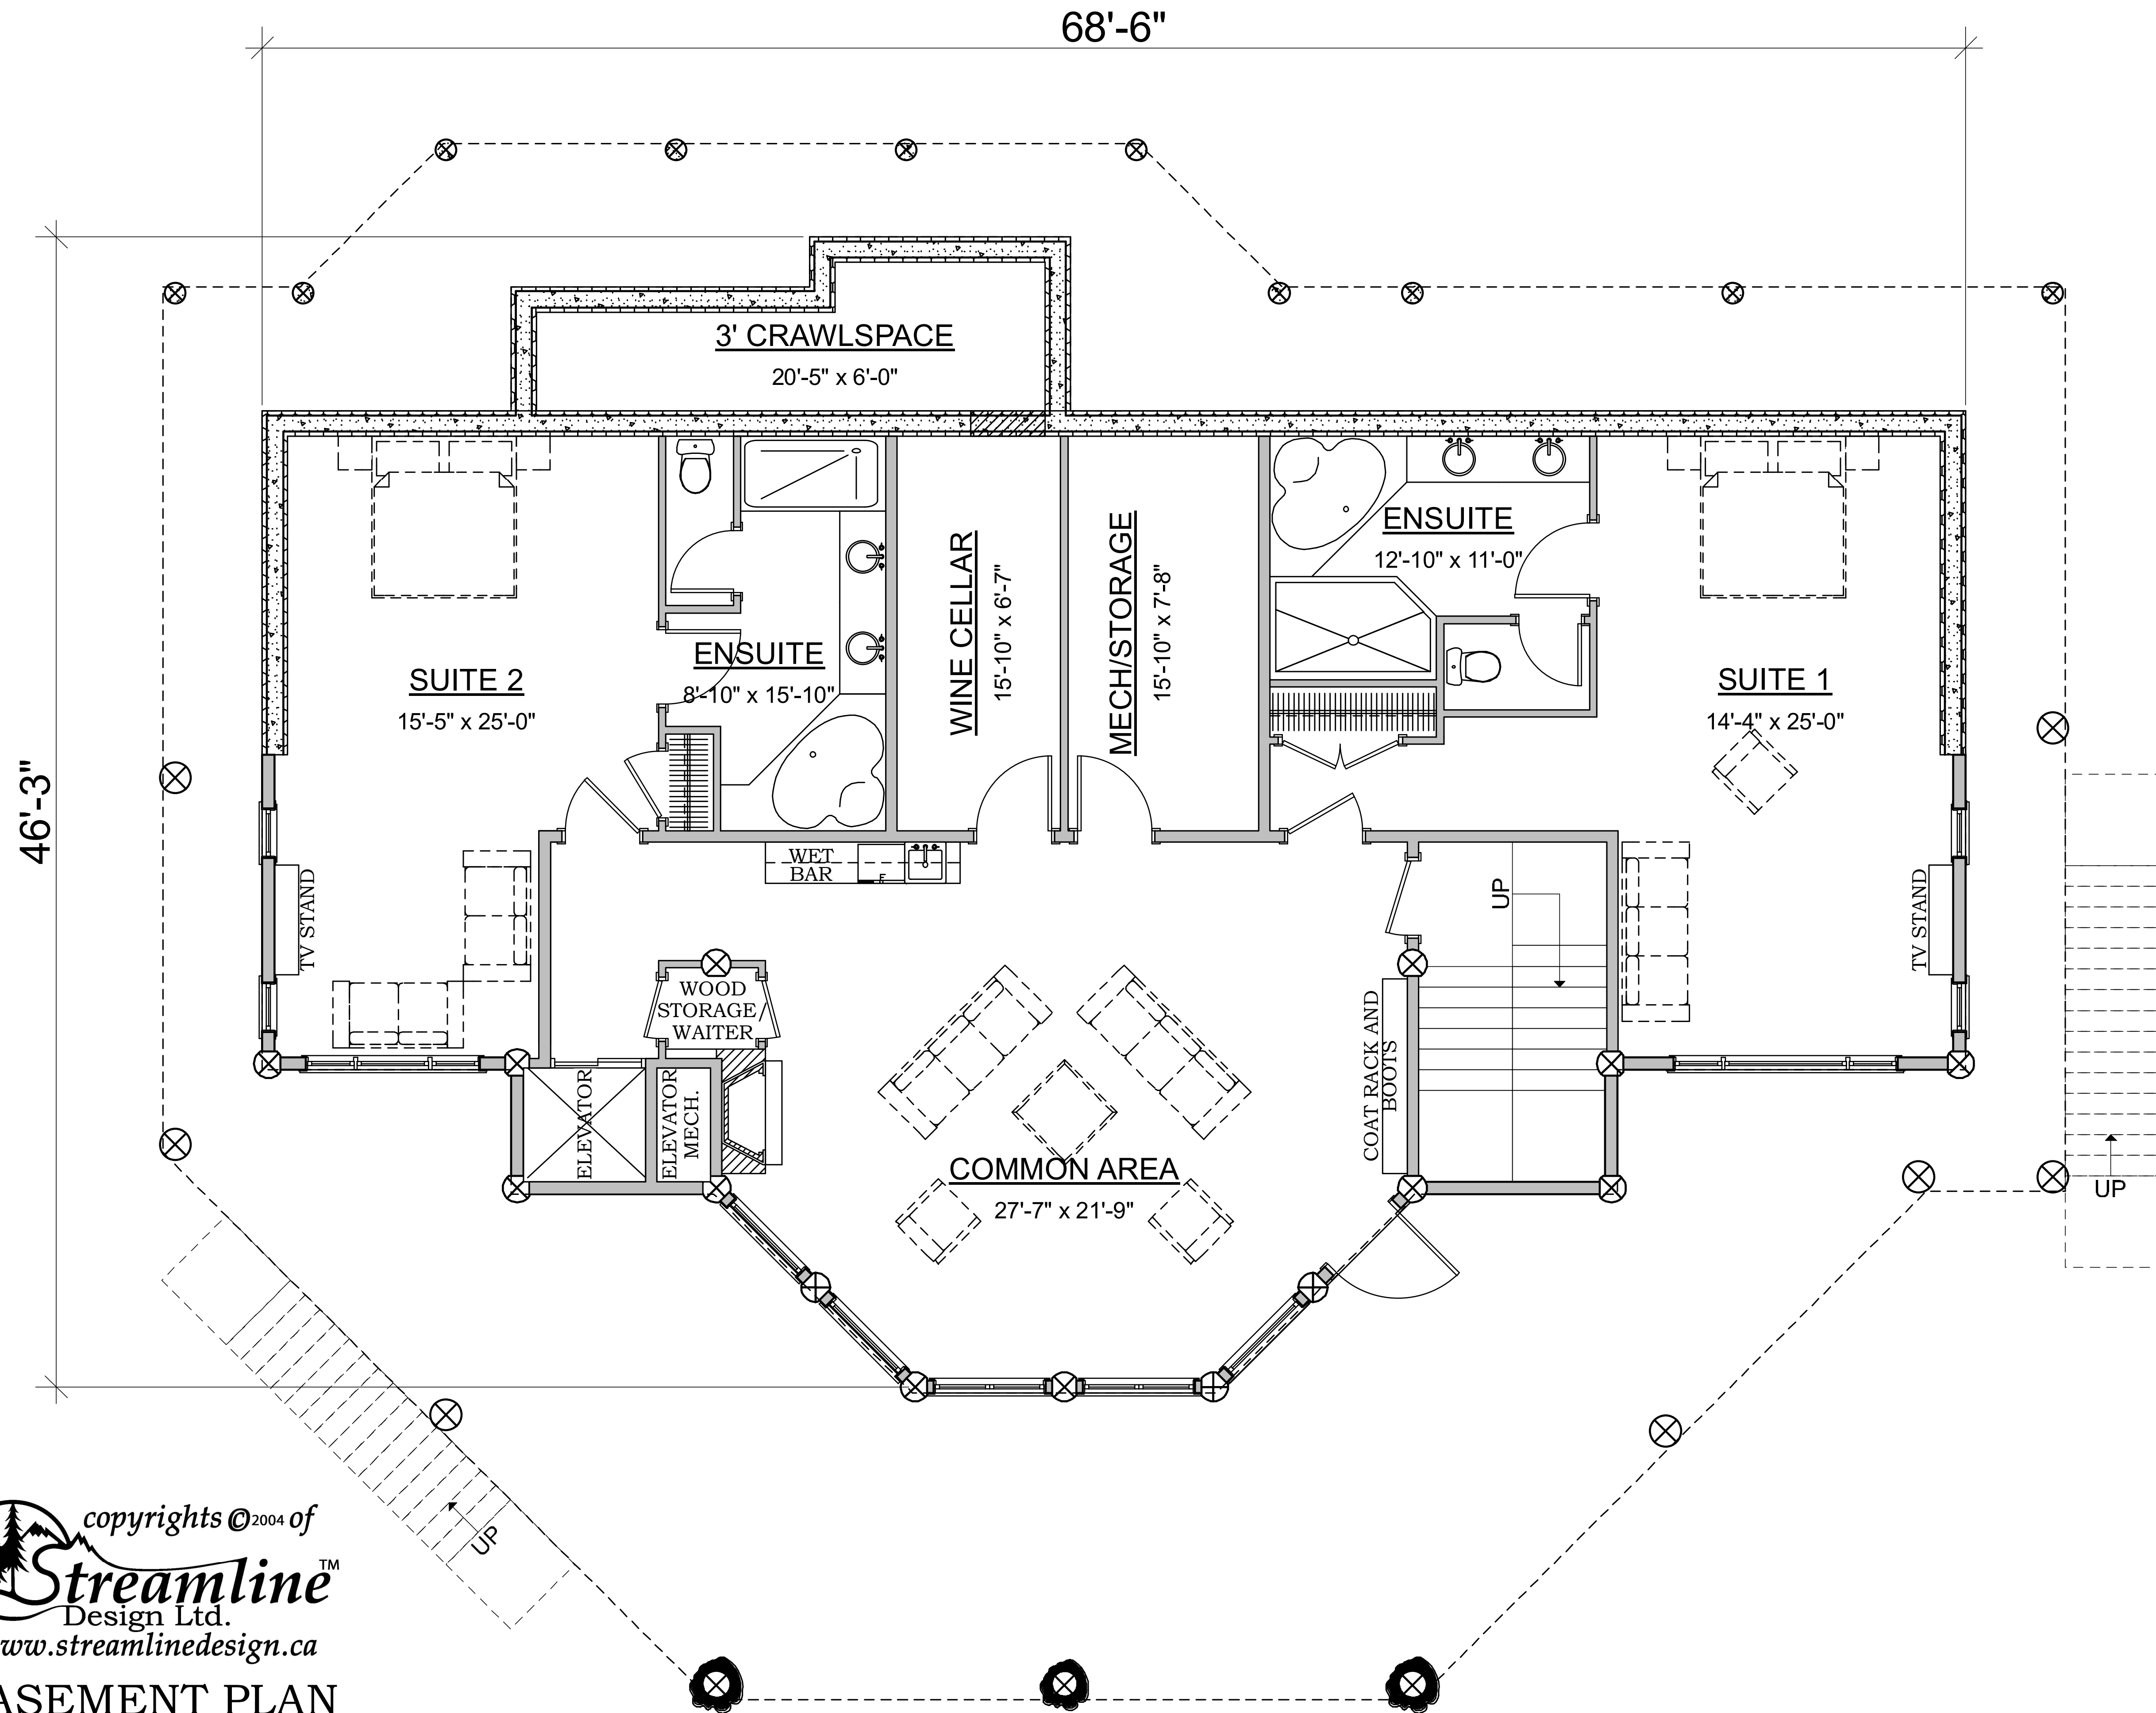 68'-6"
46'-3"
3' CRAWLSPACE
20'-5" x 6'-0"
SUITE 2
15'-5" x 25'-0"
ENSUITE
8'-10" x 15'-10"
WINE CELLAR
15'-10" x 6'-7"
MECH/STORAGE
15'-10" x 7'-8"
ENSUITE
12'-10" x 11'-0"
SUITE 1
14'-4" x 25'-0"
TV STAND
WET
BAR
F
UP
TV STAND
WOOD
STORAGE/
WAITER
ELEVATOR
ELEVATOR
MECH.
COAT RACK AND
BOOTS
COMMON AREA
27'-7" x 21'-9"
UP
UP
copyrights ©2004 of
Streamline™
Design Ltd.
ww.streamlinedesign.ca
ASEMENT PLAN